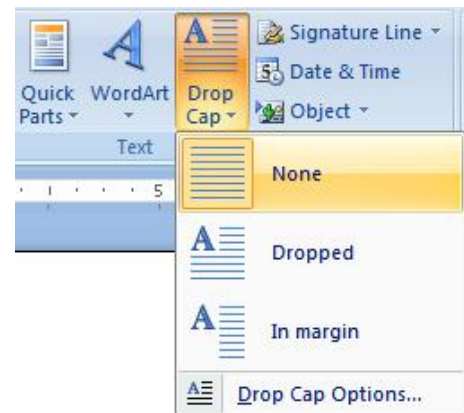 Signature Line
Date & Time
Quick Parts
WordArt
Drop Cap
Object
Text
5
None
Dropped
In margin
Drop Cap Options...